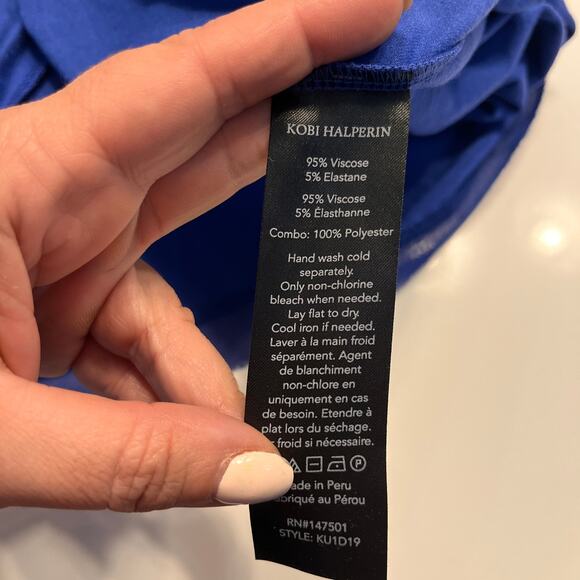 KOBI HALPERIN
95% Viscose
5% Elastane
95% Viscose
5% Élasthanne
Combo: 100% Polyester
Hand wash cold
separately.
Only non-chlorine
bleach when needed.
Lay flat to dry.
Cool iron if needed.
Laver à la main froid
séparément. Agent
de blanchiment
non-chlore en
uniquement en cas
de besoin. Etendre à
plat lors du séchage.
froid si nécessaire.
in Peru
au Pérou
RN#147501
STYLE: KU1D19